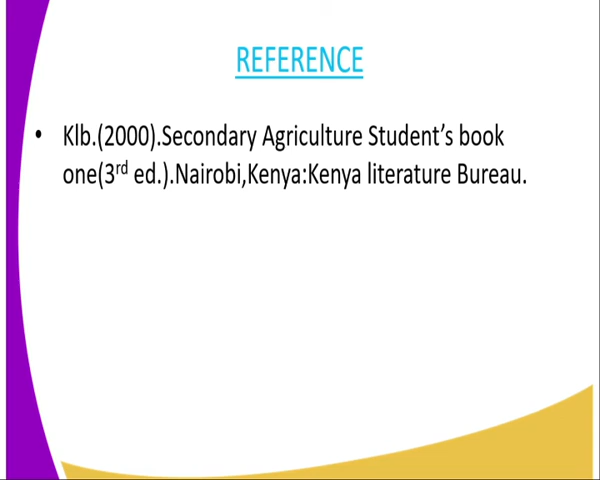 REFERENCE
• Klb.(2000).Secondary Agriculture Student’s book
one(3rd ed.).Nairobi,Kenya:Kenya literature Bureau.